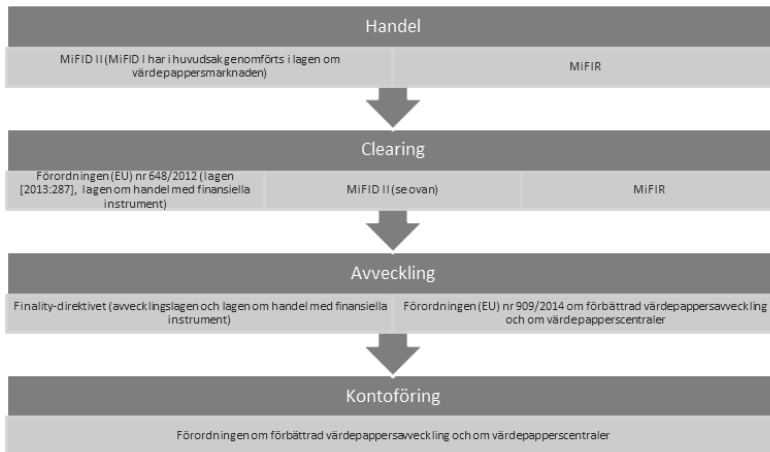 Handel
MiFID II (MiFID I har i huvudsak genomförts i lagen om
värdepappersmarknaden)
MiFIR
Clearing
Förordningen (EU) nr 648/2012 (lagen
[2013:287], lagen om handel med finansiella
instrument)
MiFID II (se ovan)
MiFIR
Avveckling
Finality-direktivet (avvecklingslagen och lagen om handel med finansiella
instrument)
Förordningen (EU) nr 909/2014 om förbättrad värdepappersavveckling
och om värdepapperscentraler
Kontoföring
Förordningen om förbättrad värdepappersavveckling och om värdepapperscentraler